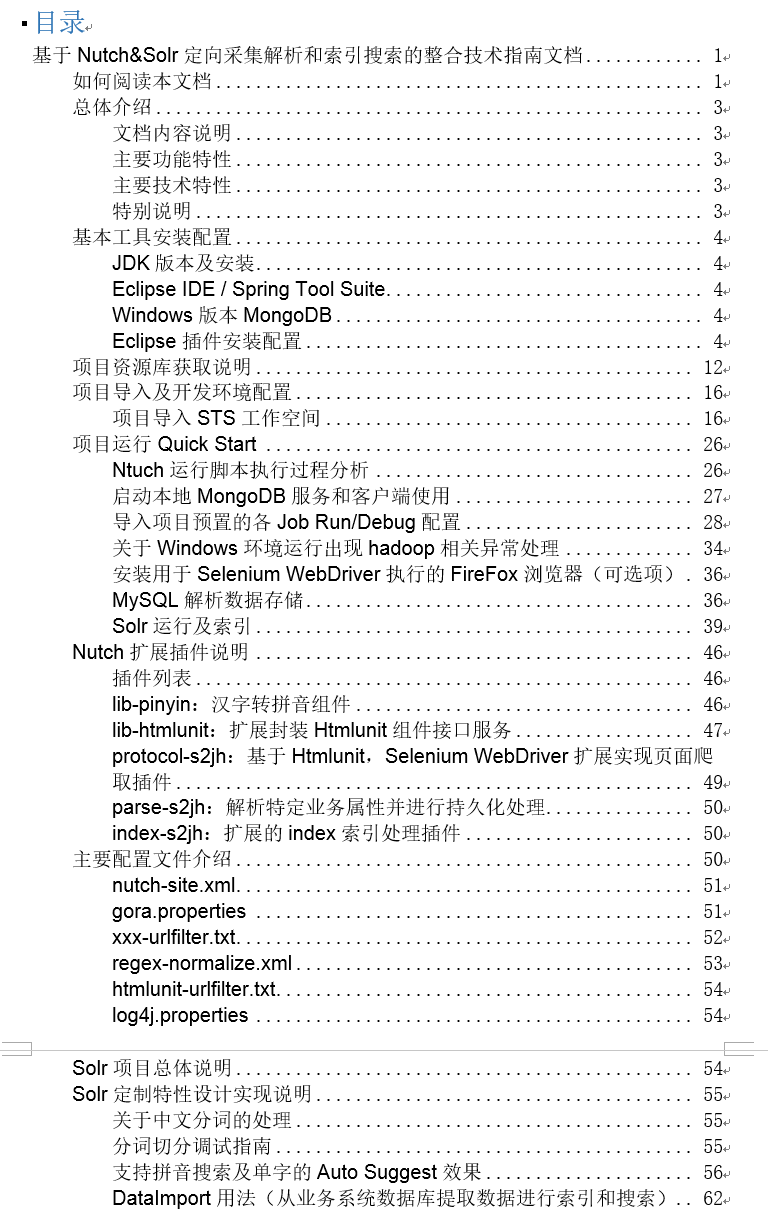 目录
基于 Nutch&Solr 定向采集解析和索引搜索的整合技术指南文档............ 1
如何阅读本文档................................................. 1
总体介绍....................................................... 3
文档内容说明............................................... 3
主要功能特性............................................... 3
主要技术特性............................................... 3
特别说明................................................... 3
基本工具安装配置............................................... 4
JDK 版本及安装............................................. 4
Eclipse IDE / Spring Tool Suite............................... 4
Windows 版本 MongoDB.................................... 4
Eclipse 插件安装配置....................................... 4
项目资源库获取说明............................................ 12
项目导入及开发环境配置........................................ 16
项目导入 STS 工作空间..................................... 16
项目运行 Quick Start ........................................... 26
Ntuch 运行脚本执行过程分析................................ 26
启动本地 MongoDB 服务和客户端使用........................ 27
导入项目预置的各 Job Run/Debug 配置....................... 28
关于 Windows 环境运行出现 hadoop 相关异常处理............. 34
安装用于 Selenium WebDriver 执行的 FireFox 浏览器（可选项）. 36
MySQL 解析数据存储....................................... 36
Solr 运行及索引............................................ 39
Nutch 扩展插件说明............................................ 46
插件列表.................................................. 46
lib-pinyin：汉字转拼音组件.................................. 46
lib-htmlunit：扩展封装 Htmlunit 组件接口服务.................. 47
protocol-s2jh：基于 Htmlunit，Selenium WebDriver 扩展实现页面爬
取插件.................................................... 49
parse-s2jh：解析特定业务属性并进行持久化处理............... 50
index-s2jh：扩展的 index 索引处理插件....................... 50
主要配置文件介绍.............................................. 50
nutch-site.xml.............................................. 51
gora.properties ............................................ 51
xxx-urlfilter.txt.............................................. 52
regex-normalize.xml........................................ 53
htmlunit-urlfilter.txt.......................................... 54
log4j.properties ............................................ 54
Solr 项目总体说明.............................................. 54
Solr 定制特性设计实现说明...................................... 55
关于中文分词的处理........................................ 55
分词切分调试指南.......................................... 55
支持拼音搜索及单字的 Auto Suggest 效果..................... 56
DataImport 用法（从业务系统数据库提取数据进行索引和搜索）.. 62